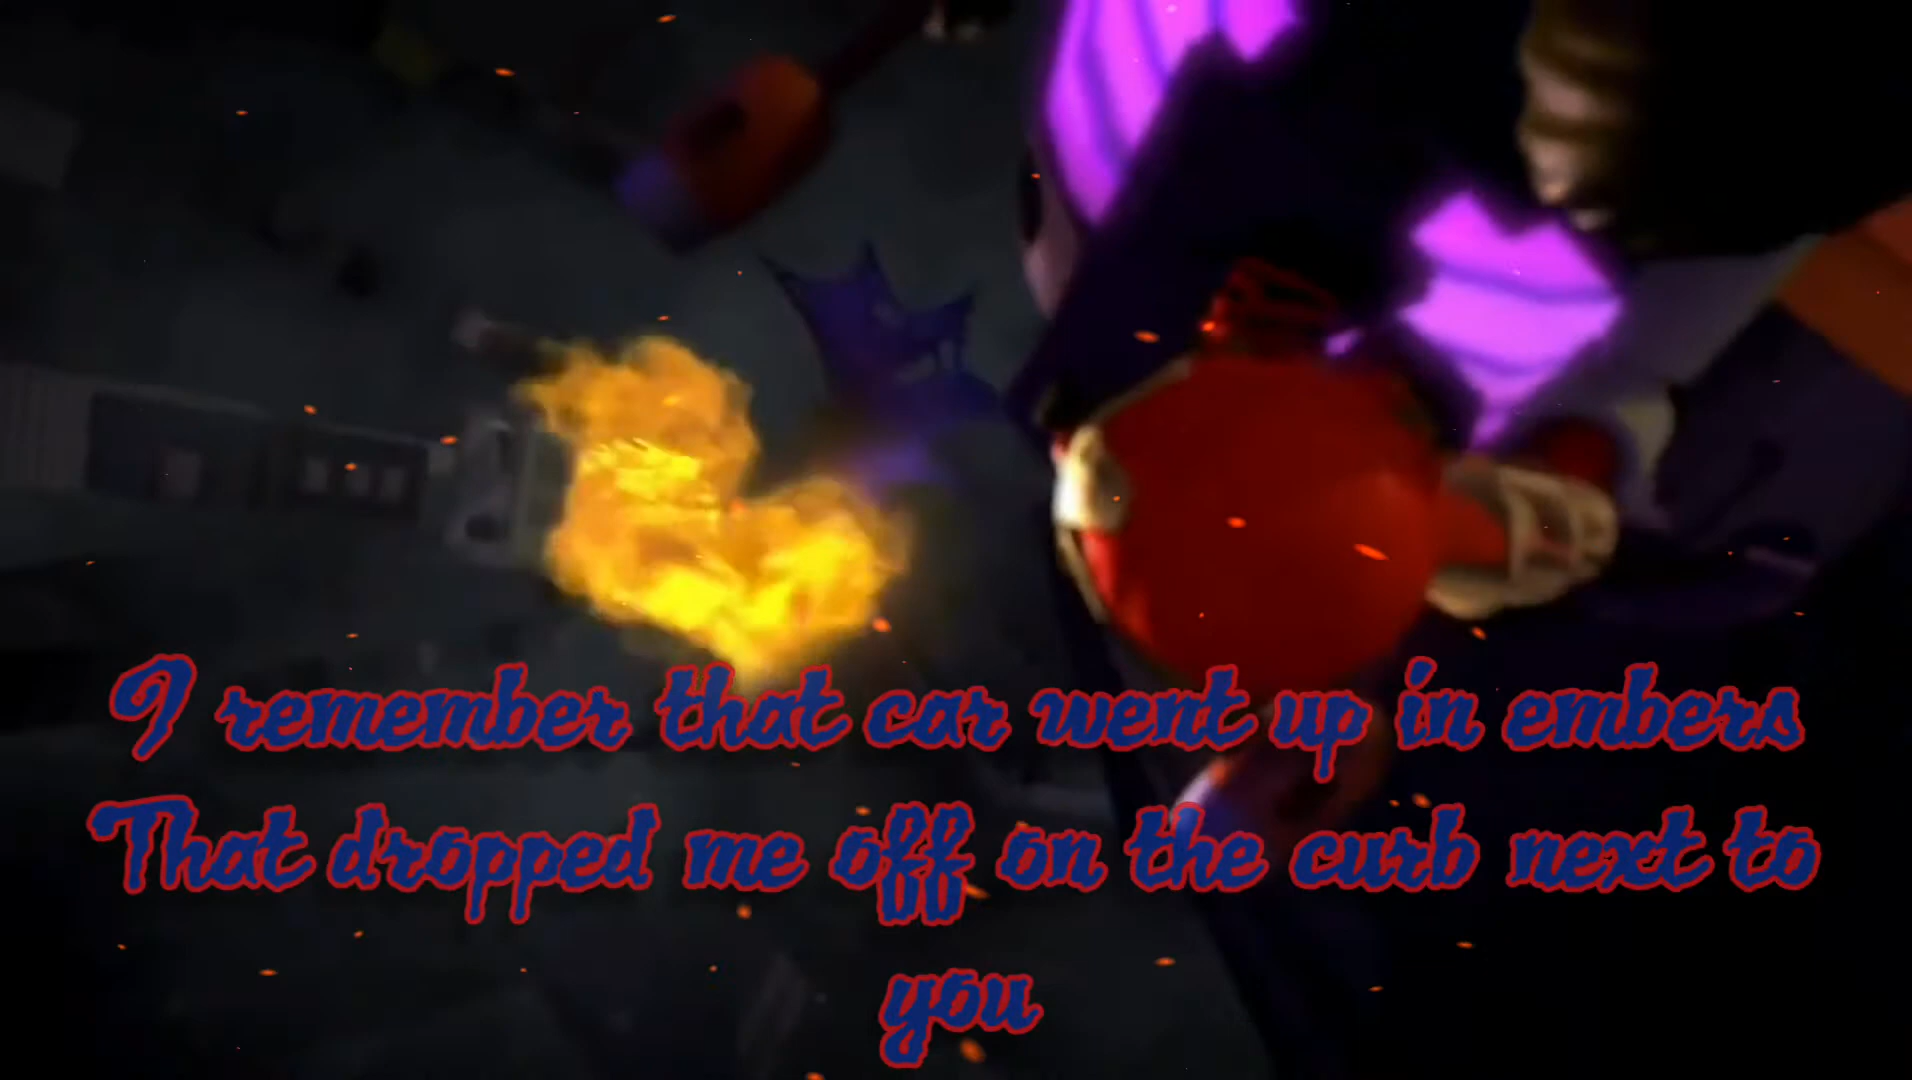 I remember that car went up in embers
That dropped me off on the curb next to
you